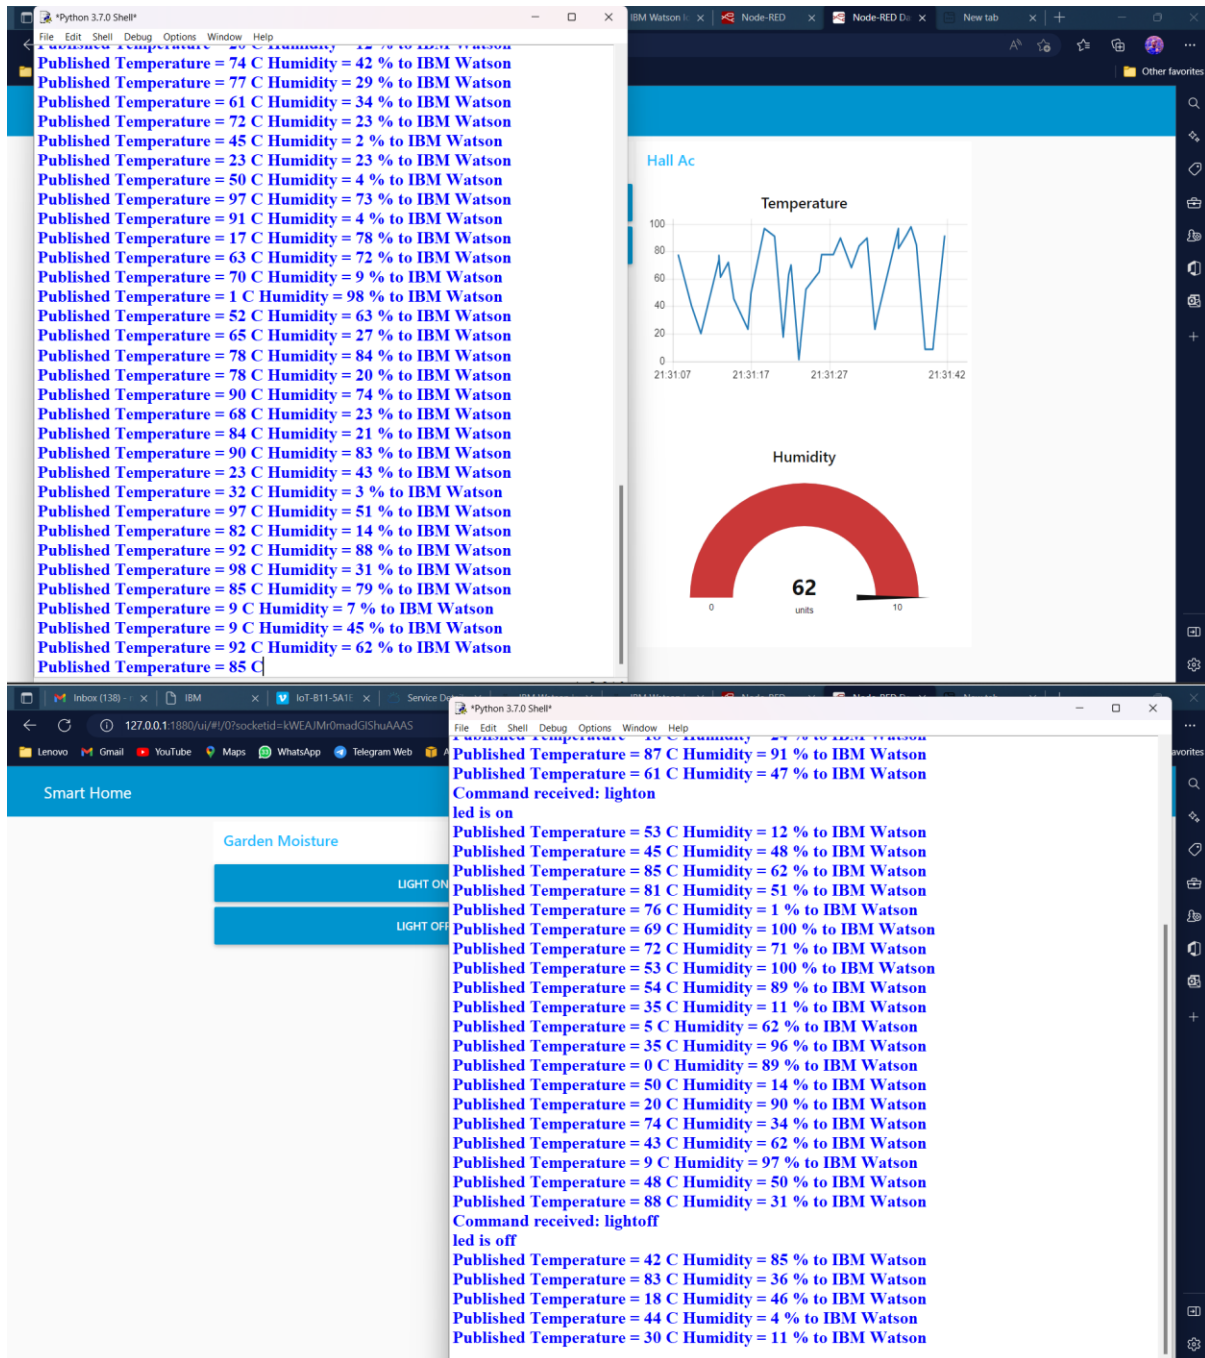 *Python 3.7.0 Shell*
IBM Watson
Node-RED
Node-RED Da
New tab
File Edit Shell Debug Options Window Help
Other favorites
Published Temperature = 74 C Humidity = 42 % to IBM Watson
Published Temperature = 77 C Humidity = 29 % to IBM Watson
Published Temperature = 61 C Humidity = 34 % to IBM Watson
Published Temperature = 72 C Humidity = 23 % to IBM Watson
Published Temperature = 45 C Humidity = 2 % to IBM Watson
Published Temperature = 23 C Humidity = 23 % to IBM Watson
Published Temperature = 50 C Humidity = 4 % to IBM Watson
Published Temperature = 97 C Humidity = 73 % to IBM Watson
Published Temperature = 91 C Humidity = 4 % to IBM Watson
Published Temperature = 17 C Humidity = 78 % to IBM Watson
Published Temperature = 63 C Humidity = 72 % to IBM Watson
Published Temperature = 70 C Humidity = 9 % to IBM Watson
Published Temperature = 1 C Humidity = 98 % to IBM Watson
Published Temperature = 52 C Humidity = 63 % to IBM Watson
Published Temperature = 65 C Humidity = 27 % to IBM Watson
Published Temperature = 78 C Humidity = 84 % to IBM Watson
Published Temperature = 78 C Humidity = 20 % to IBM Watson
Published Temperature = 90 C Humidity = 74 % to IBM Watson
Published Temperature = 68 C Humidity = 23 % to IBM Watson
Published Temperature = 84 C Humidity = 21 % to IBM Watson
Published Temperature = 90 C Humidity = 83 % to IBM Watson
Published Temperature = 23 C Humidity = 43 % to IBM Watson
Published Temperature = 32 C Humidity = 3 % to IBM Watson
Published Temperature = 97 C Humidity = 51 % to IBM Watson
Published Temperature = 82 C Humidity = 14 % to IBM Watson
Published Temperature = 92 C Humidity = 88 % to IBM Watson
Published Temperature = 98 C Humidity = 31 % to IBM Watson
Published Temperature = 85 C Humidity = 79 % to IBM Watson
Published Temperature = 9 C Humidity = 7 % to IBM Watson
Published Temperature = 9 C Humidity = 45 % to IBM Watson
Published Temperature = 92 C Humidity = 62 % to IBM Watson
Published Temperature = 85 C
Hall Ac
Temperature
100
80
60
40
20
0
21:31:07 21:31:17 21:31:27 21:31:42
Humidity
62
0 units 10
Inbox (138) -
IBM
IoT-B11-5A1E
Service De
*Python 3.7.0 Shell*
127.0.0.1:1880/ui/#!/0?socketid=kWEAJMr0madGIShuAAAS
File Edit Shell Debug Options Window Help
Lenovo Gmail YouTube Maps WhatsApp Telegram Web
Smart Home
Garden Moisture
LIGHT ON
LIGHT OFF
Published Temperature = 87 C Humidity = 91 % to IBM Watson
Published Temperature = 61 C Humidity = 47 % to IBM Watson
Command received: lighton
led is on
Published Temperature = 53 C Humidity = 12 % to IBM Watson
Published Temperature = 45 C Humidity = 48 % to IBM Watson
Published Temperature = 85 C Humidity = 62 % to IBM Watson
Published Temperature = 81 C Humidity = 51 % to IBM Watson
Published Temperature = 76 C Humidity = 1 % to IBM Watson
Published Temperature = 69 C Humidity = 100 % to IBM Watson
Published Temperature = 72 C Humidity = 71 % to IBM Watson
Published Temperature = 53 C Humidity = 100 % to IBM Watson
Published Temperature = 54 C Humidity = 89 % to IBM Watson
Published Temperature = 35 C Humidity = 11 % to IBM Watson
Published Temperature = 5 C Humidity = 62 % to IBM Watson
Published Temperature = 35 C Humidity = 96 % to IBM Watson
Published Temperature = 0 C Humidity = 89 % to IBM Watson
Published Temperature = 50 C Humidity = 14 % to IBM Watson
Published Temperature = 20 C Humidity = 90 % to IBM Watson
Published Temperature = 74 C Humidity = 34 % to IBM Watson
Published Temperature = 43 C Humidity = 62 % to IBM Watson
Published Temperature = 9 C Humidity = 97 % to IBM Watson
Published Temperature = 48 C Humidity = 50 % to IBM Watson
Published Temperature = 88 C Humidity = 31 % to IBM Watson
Command received: lightoff
led is off
Published Temperature = 42 C Humidity = 85 % to IBM Watson
Published Temperature = 83 C Humidity = 36 % to IBM Watson
Published Temperature = 18 C Humidity = 46 % to IBM Watson
Published Temperature = 44 C Humidity = 4 % to IBM Watson
Published Temperature = 30 C Humidity = 11 % to IBM Watson